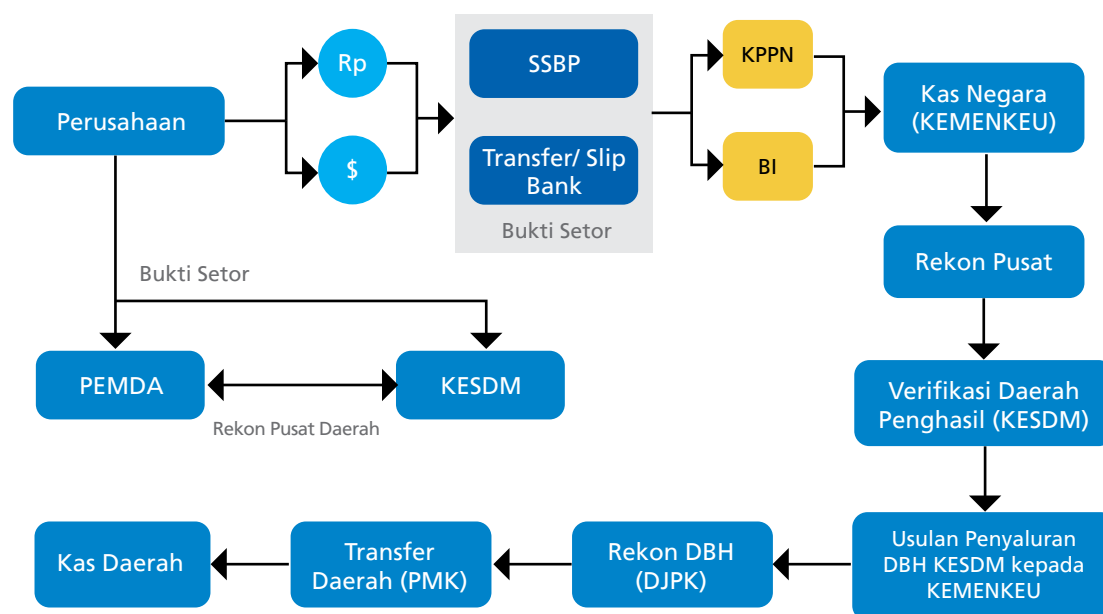 Perusahaan
Rp
$
SSBP
Transfer/ Slip
Bank
Bukti Setor
KPPN
BI
Kas Negara
(KEMENKEU)
Rekon Pusat
Bukti Setor
PEMDA
KESDM
Rekon Pusat Daerah
Verifikasi Daerah
Penghasil (KESDM)
Usulan Penyaluran
DBH KESDM kepada
KEMENKEU
Rekon DBH
(DJPK)
Transfer
Daerah (PMK)
Kas Daerah